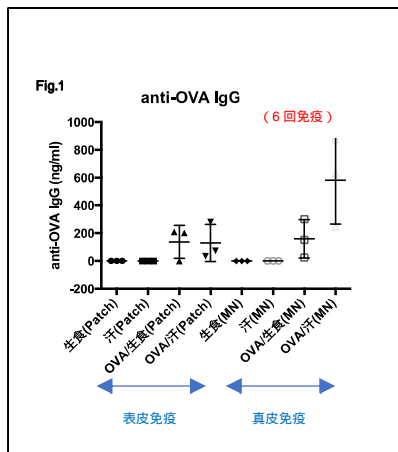 Fig.1
anti-OVA IgG
(6回免疫)
anti-OVA IgG (ng/ml)
1000
800
600
400
200
0
-200
生食(Patch)
汗(Patch)
OVA/生食(Patch)
OVA/汗(Patch)
生食(MN)
汗(MN)
OVA/生食(MN)
OVA/汗(MN)
表皮免疫
真皮免疫